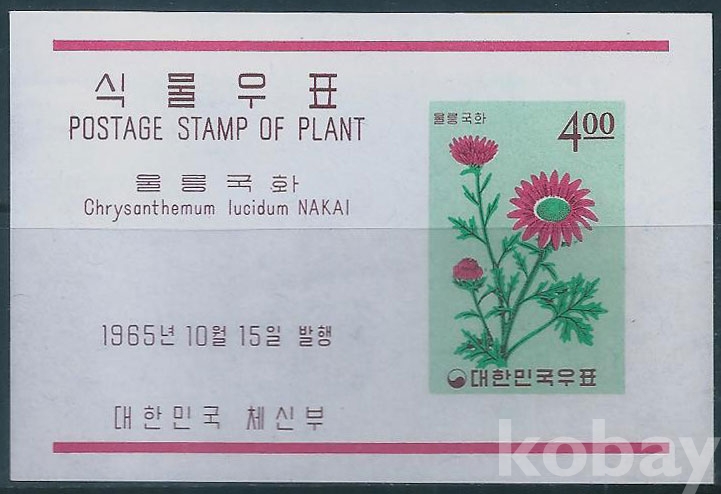 식물우표
POSTAGE STAMP OF PLANT
울릉국화
Chrysanthemum lucidum NAKAI
1965년 10월 15일 발행
대한민국 체신부
울릉국화
4.00
대한민국우표
kobay